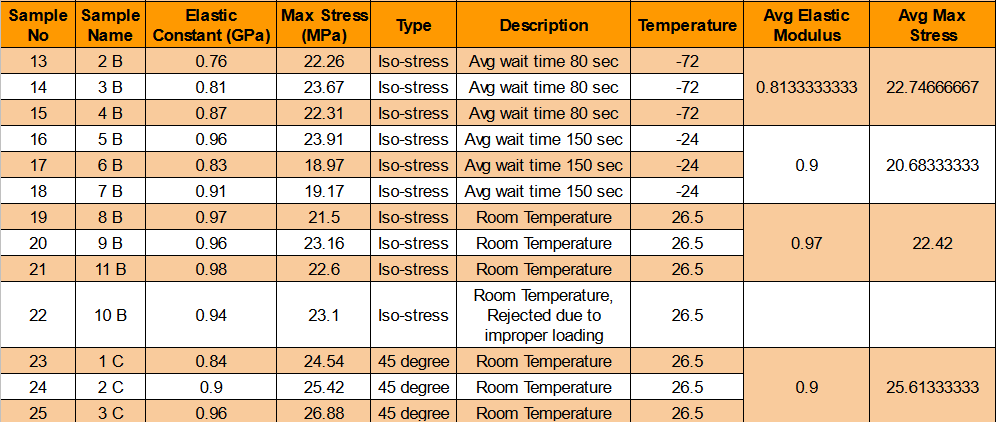 Sample No | Sample Name | Elastic Constant (GPa) | Max Stress (MPa) | Type | Description | Temperature | Avg Elastic Modulus | Avg Max Stress
13 | 2 B | 0.76 | 22.26 | Iso-stress | Avg wait time 80 sec | -72 | 0.8133333333 | 22.74666667
14 | 3 B | 0.81 | 23.67 | Iso-stress | Avg wait time 80 sec | -72
15 | 4 B | 0.87 | 22.31 | Iso-stress | Avg wait time 80 sec | -72
16 | 5 B | 0.96 | 23.91 | Iso-stress | Avg wait time 150 sec | -24 | 0.9 | 20.68333333
17 | 6 B | 0.83 | 18.97 | Iso-stress | Avg wait time 150 sec | -24
18 | 7 B | 0.91 | 19.17 | Iso-stress | Avg wait time 150 sec | -24
19 | 8 B | 0.97 | 21.5 | Iso-stress | Room Temperature | 26.5 | 0.97 | 22.42
20 | 9 B | 0.96 | 23.16 | Iso-stress | Room Temperature | 26.5
21 | 11 B | 0.98 | 22.6 | Iso-stress | Room Temperature | 26.5
22 | 10 B | 0.94 | 23.1 | Iso-stress | Room Temperature, Rejected due to improper loading | 26.5
23 | 1 C | 0.84 | 24.54 | 45 degree | Room Temperature | 26.5 | 0.9 | 25.61333333
24 | 2 C | 0.9 | 25.42 | 45 degree | Room Temperature | 26.5
25 | 3 C | 0.96 | 26.88 | 45 degree | Room Temperature | 26.5